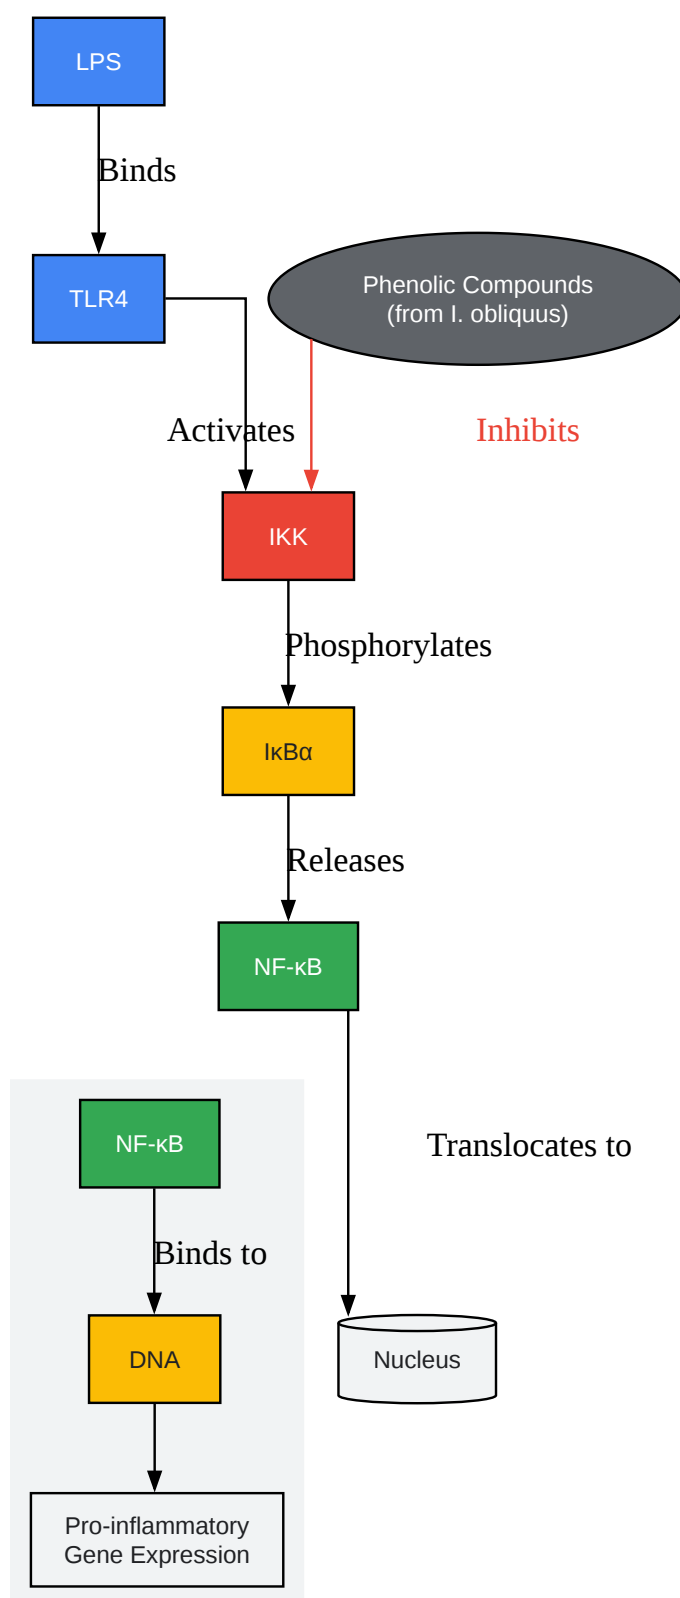 LPS
Binds
TLR4
Phenolic Compounds
(from I. obliquus)
Activates
Inhibits
IKK
Phosphorylates
IκBα
Releases
NF-κB
NF-κB
Translocates to
Binds to
DNA
Nucleus
Pro-inflammatory
Gene Expression